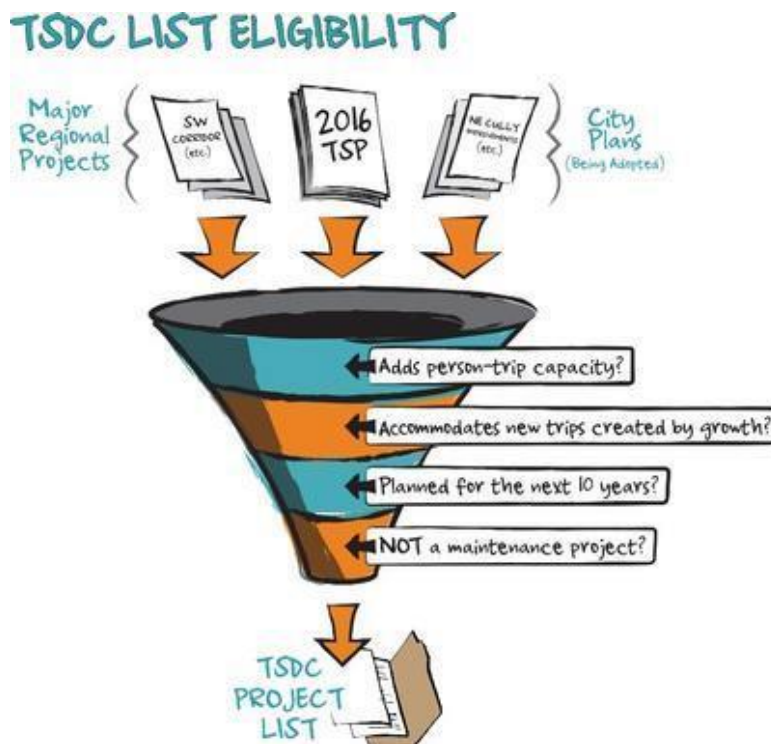 TSDC LIST ELIGIBILITY
Major
Regional
Projects
SW
CORRIDOR
(etc.)
2016
TSP
NE CULLY
IMPROVEMENTS
(etc.)
City
Plans
(Being Adopted)
Adds person-trip capacity?
Accommodates new trips created by growth?
Planned for the next 10 years?
NOT a maintenance project?
TSDC
PROJECT
LIST